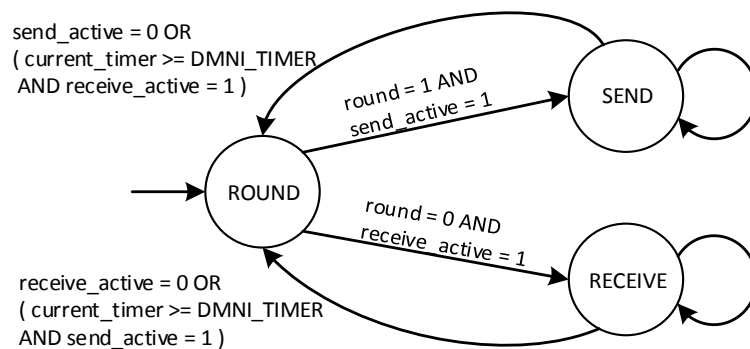 send_active = 0 OR
( current_timer >= DMNI_TIMER
AND receive_active = 1 )
round = 1 AND
send_active = 1
SEND
ROUND
round = 0 AND
receive_active = 1
RECEIVE
receive_active = 0 OR
( current_timer >= DMNI_TIMER
AND send_active = 1 )